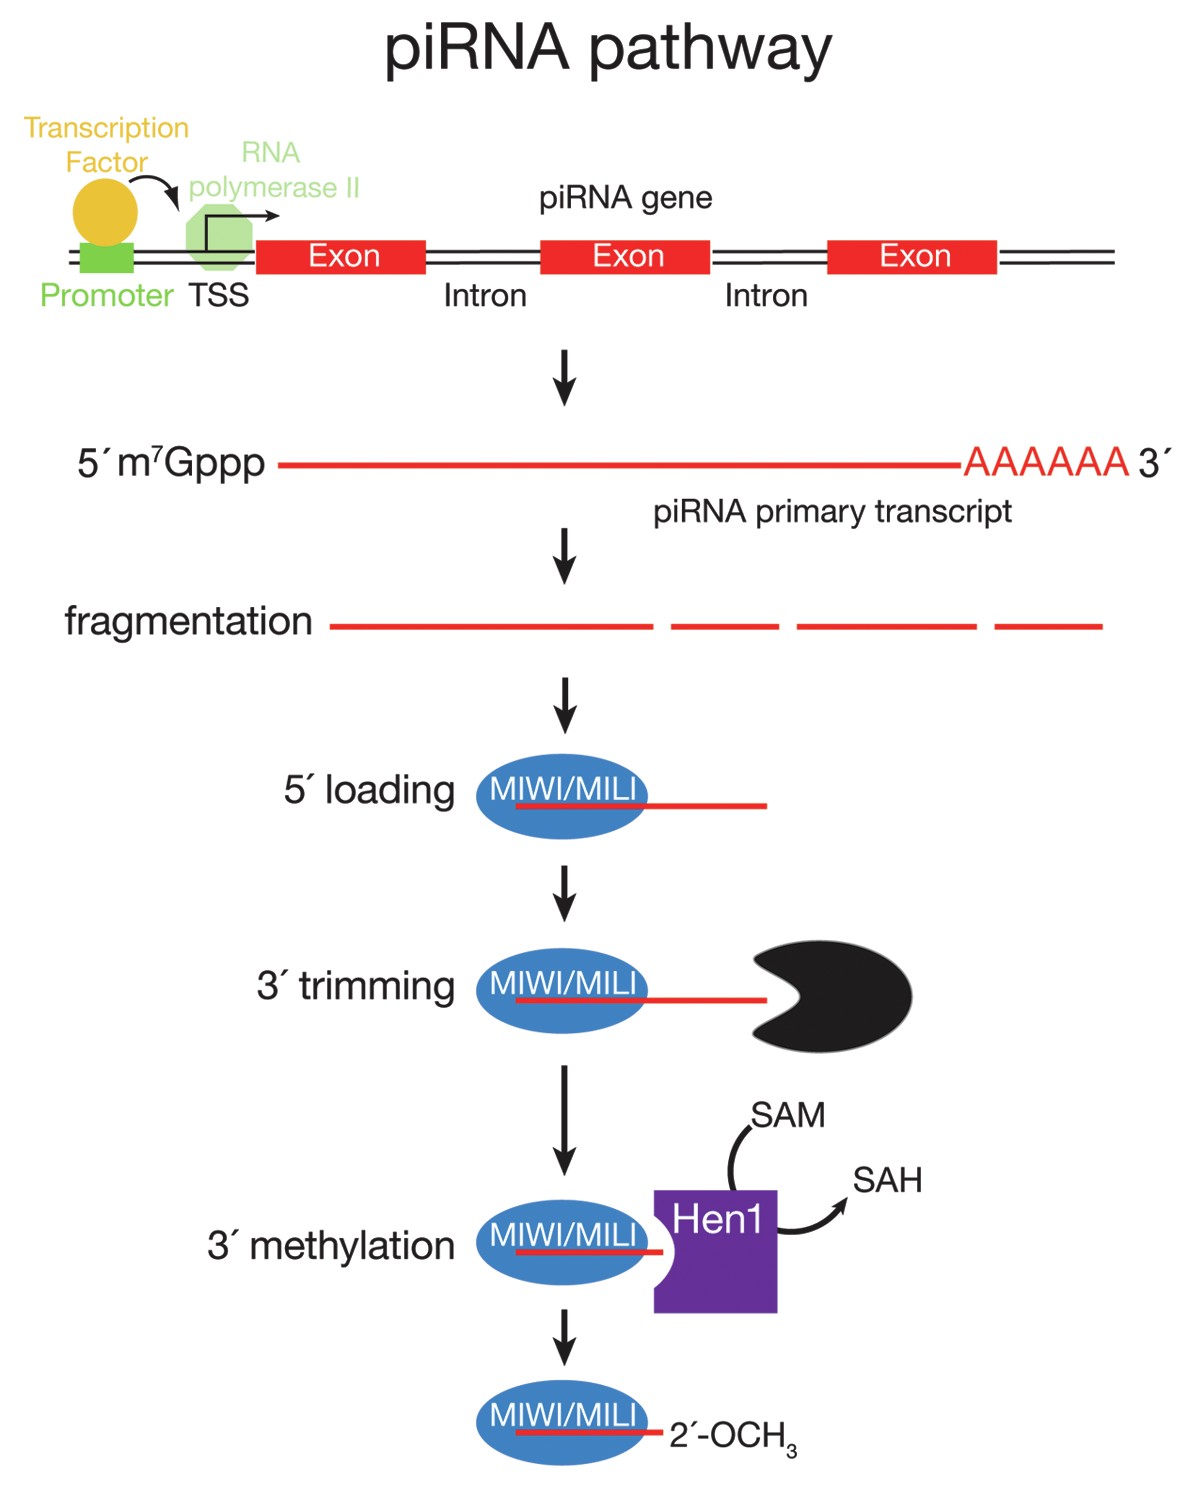 piRNA pathway
Transcription
Factor
RNA
polymerase II
piRNA gene
Exon
Exon
Exon
Promoter
TSS
Intron
Intron
5´ m⁷Gppp
AAAAAA 3´
piRNA primary transcript
fragmentation
5´ loading
MIWI/MILI
3´ trimming
MIWI/MILI
SAM
SAH
Hen1
3´ methylation
MIWI/MILI
MIWI/MILI
2´-OCH₃